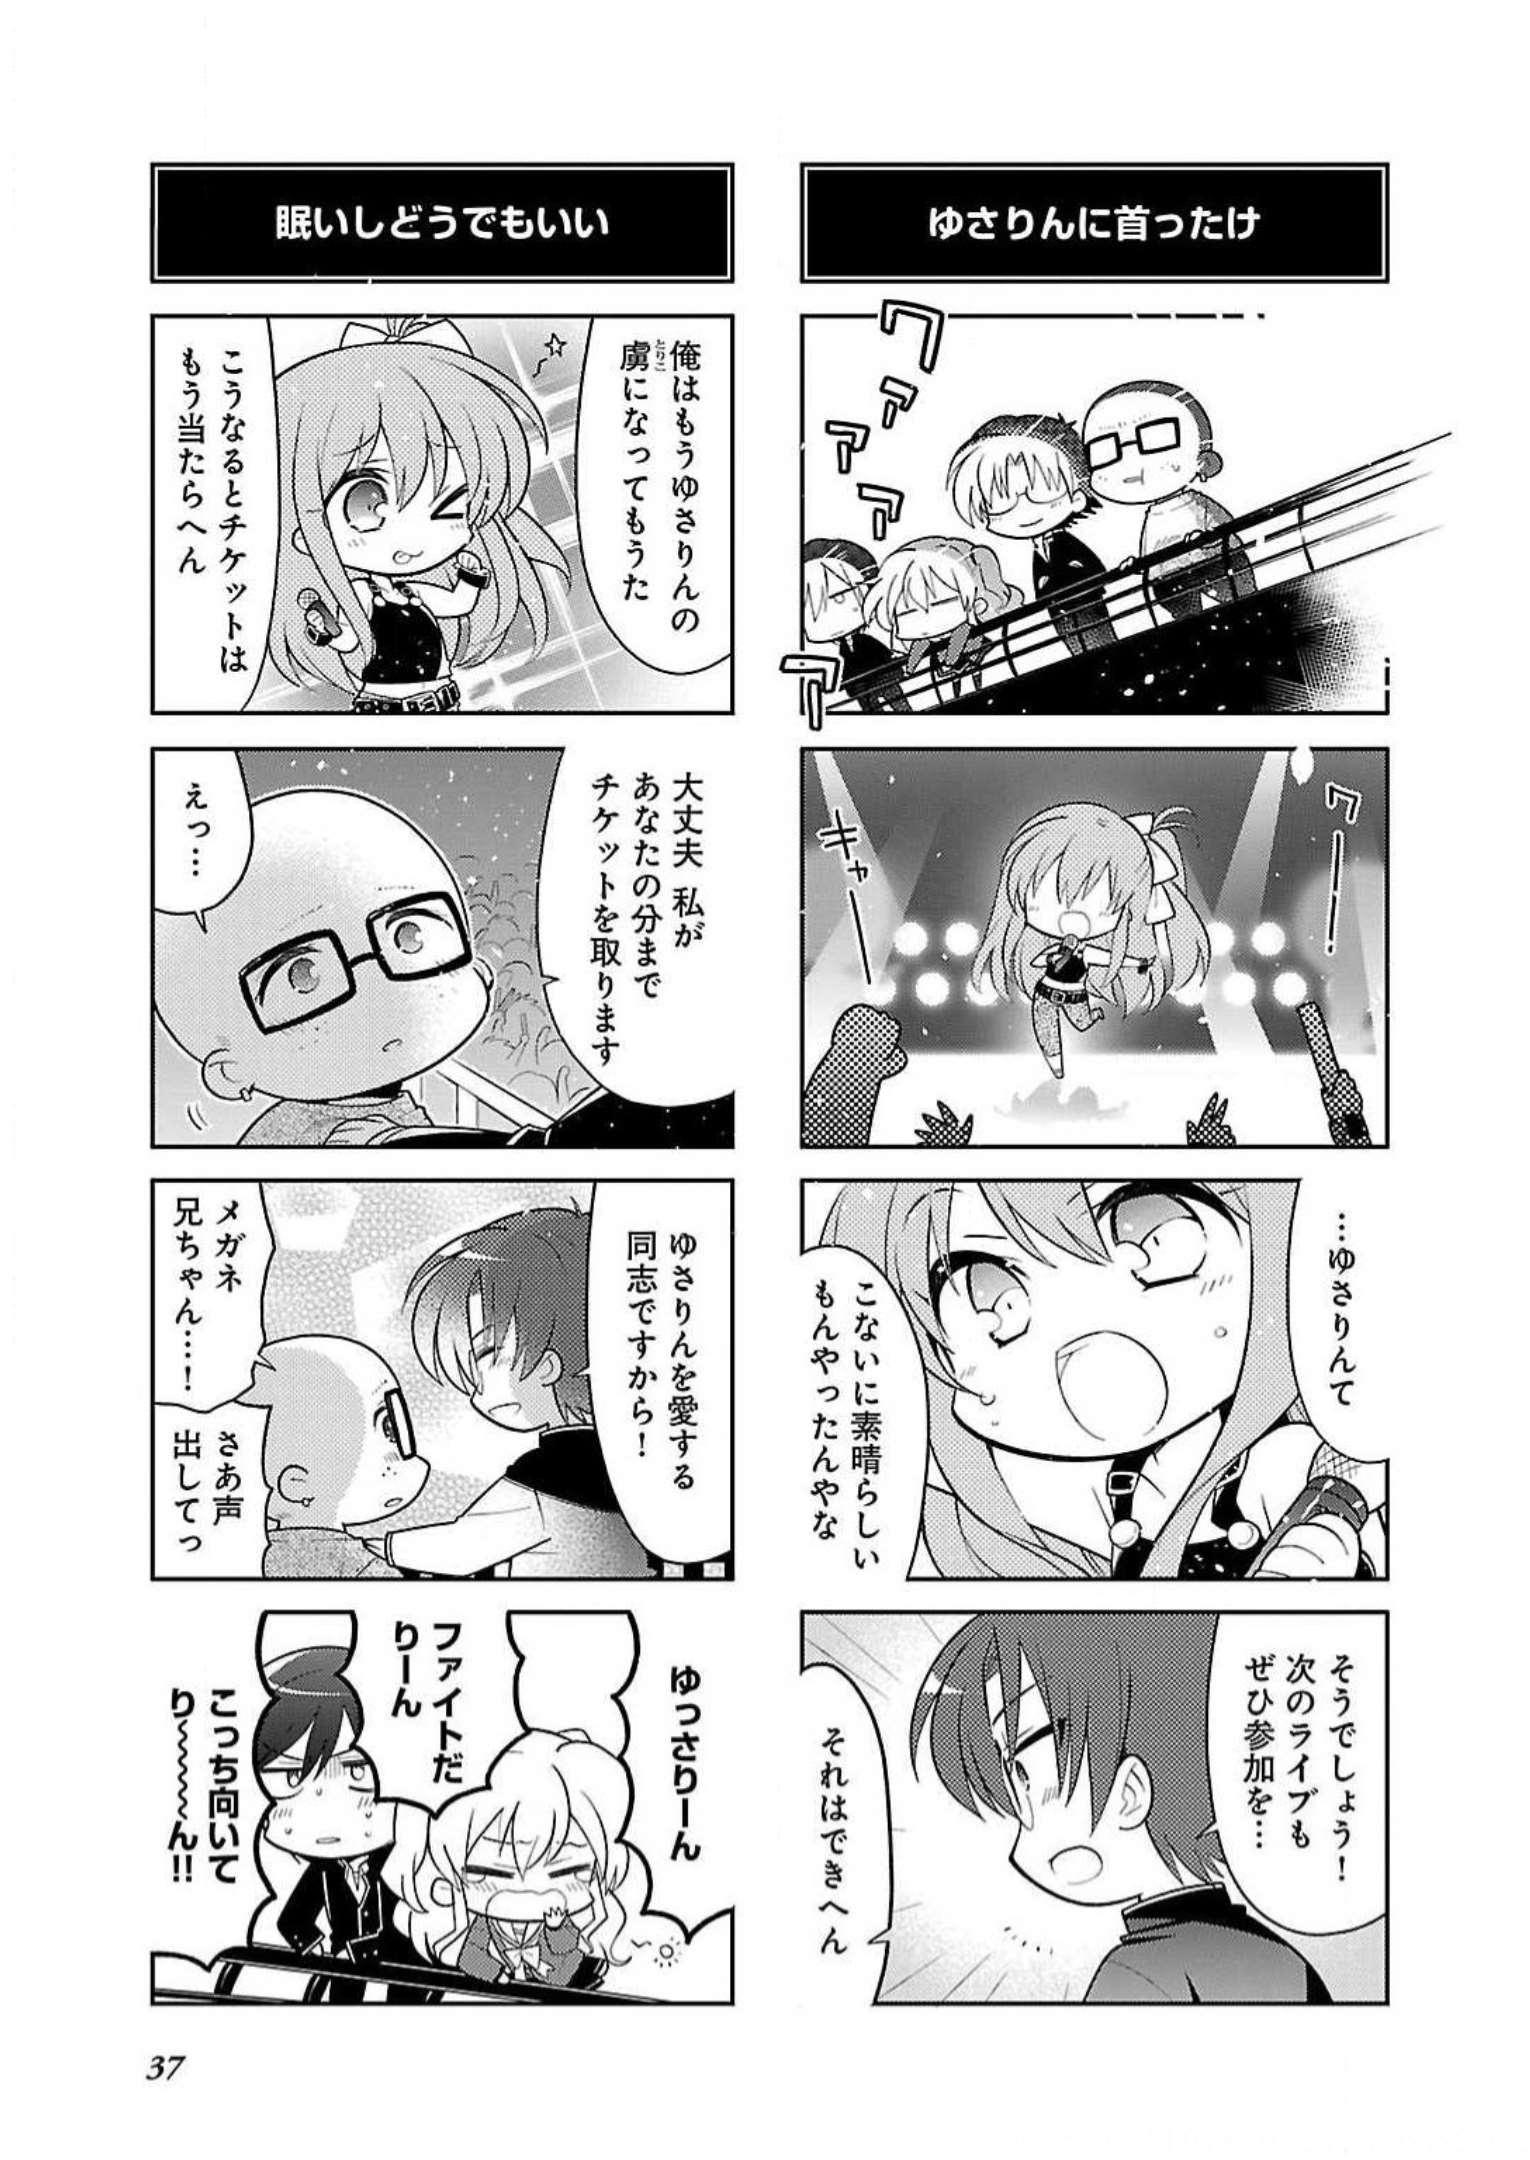 ゆさりんに首ったけ
ワァァァァ
ワー
キャー
…ゆさりんて
こないに素晴らしい
もんやったんやな
そうでしょう！
次のライブも
ぜひ参加を…
それはできへん
眠いしどうでもいい
俺はもうゆさりんの
虜になってもうた
とりこ
こうなるとチケットは
もう当たらへん
大丈夫 私が
あなたの分まで
チケットを取ります
えっ…
ゆさりんを愛する
同志ですから！
メガネ
兄ちゃん…！
さあ声
出してっ
ゆっさりーん
ファイトだ
りーん
こっち向いて
り〜〜〜〜ん!!
37